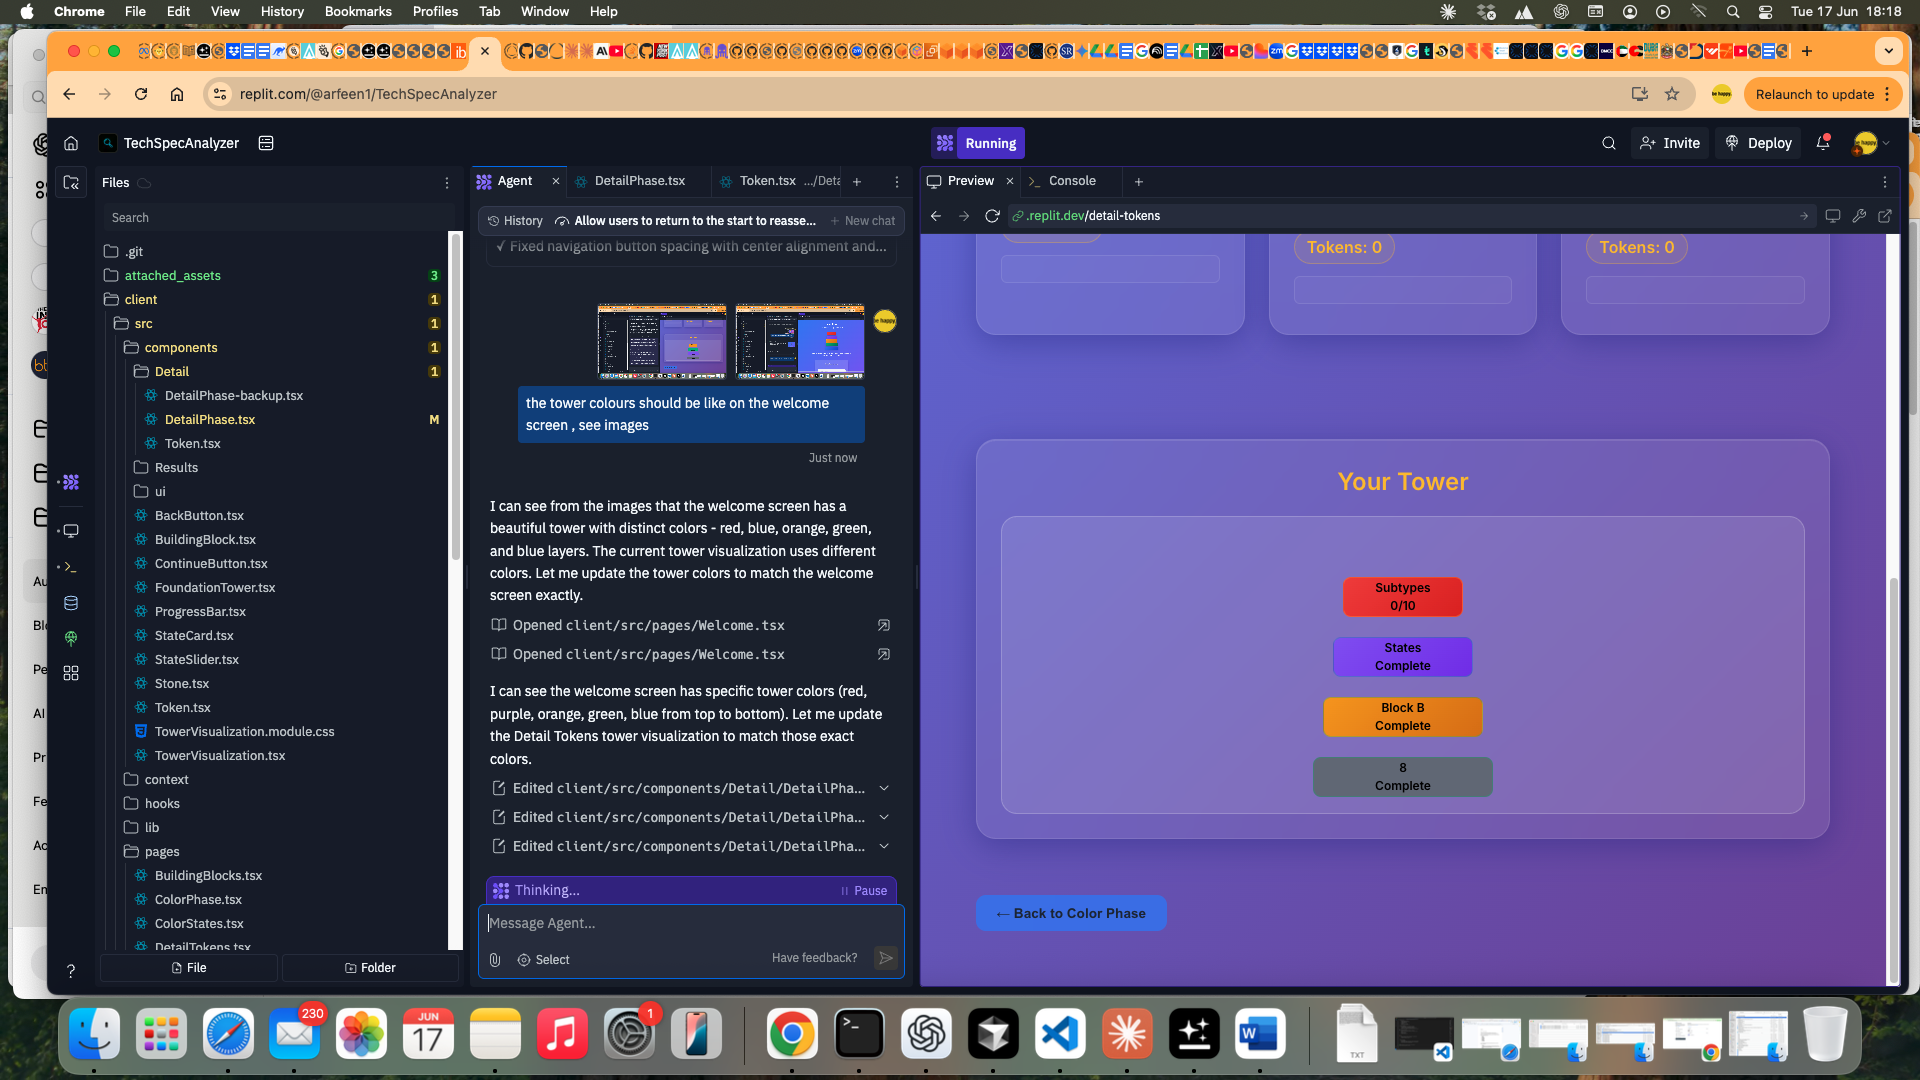 Chrome File Edit View History Bookmarks Profiles Tab Window Help
Tue 17 Jun 18:18
replit.com/@arfeen1/TechSpecAnalyzer
be happy.
Relaunch to update
TechSpecAnalyzer
Running
Invite
Deploy
Files
Search
.git
attached_assets 3
client 1
src 1
components 1
Detail 1
DetailPhase-backup.tsx
DetailPhase.tsx M
Token.tsx
Results
ui
BackButton.tsx
BuildingBlock.tsx
ContinueButton.tsx
FoundationTower.tsx
ProgressBar.tsx
StateCard.tsx
StateSlider.tsx
Stone.tsx
Token.tsx
TowerVisualization.module.css
TowerVisualization.tsx
context
hooks
lib
pages
BuildingBlocks.tsx
ColorPhase.tsx
ColorStates.tsx
DetailTokens.tsx
File
Folder
Agent
DetailPhase.tsx
Token.tsx .../Deta
History
Allow users to return to the start to reasse...
+ New chat
✓ Fixed navigation button spacing with center alignment and...
the tower colours should be like on the welcome
screen , see images
Just now
I can see from the images that the welcome screen has a
beautiful tower with distinct colors - red, blue, orange, green,
and blue layers. The current tower visualization uses different
colors. Let me update the tower colors to match the welcome
screen exactly.
Opened client/src/pages/Welcome.tsx
Opened client/src/pages/Welcome.tsx
I can see the welcome screen has specific tower colors (red,
purple, orange, green, blue from top to bottom). Let me update
the Detail Tokens tower visualization to match those exact
colors.
Edited client/src/components/Detail/DetailPha...
Edited client/src/components/Detail/DetailPha...
Edited client/src/components/Detail/DetailPha...
Thinking...
Pause
Message Agent...
Select
Have feedback?
Preview
Console
.replit.dev/detail-tokens
Tokens: 0
Tokens: 0
Your Tower
Subtypes
0/10
States
Complete
Block B
Complete
8
Complete
← Back to Color Phase
Au
Blo
Pe
AI
Pr
Fe
Ad
En
230
JUN
17
1
TXT